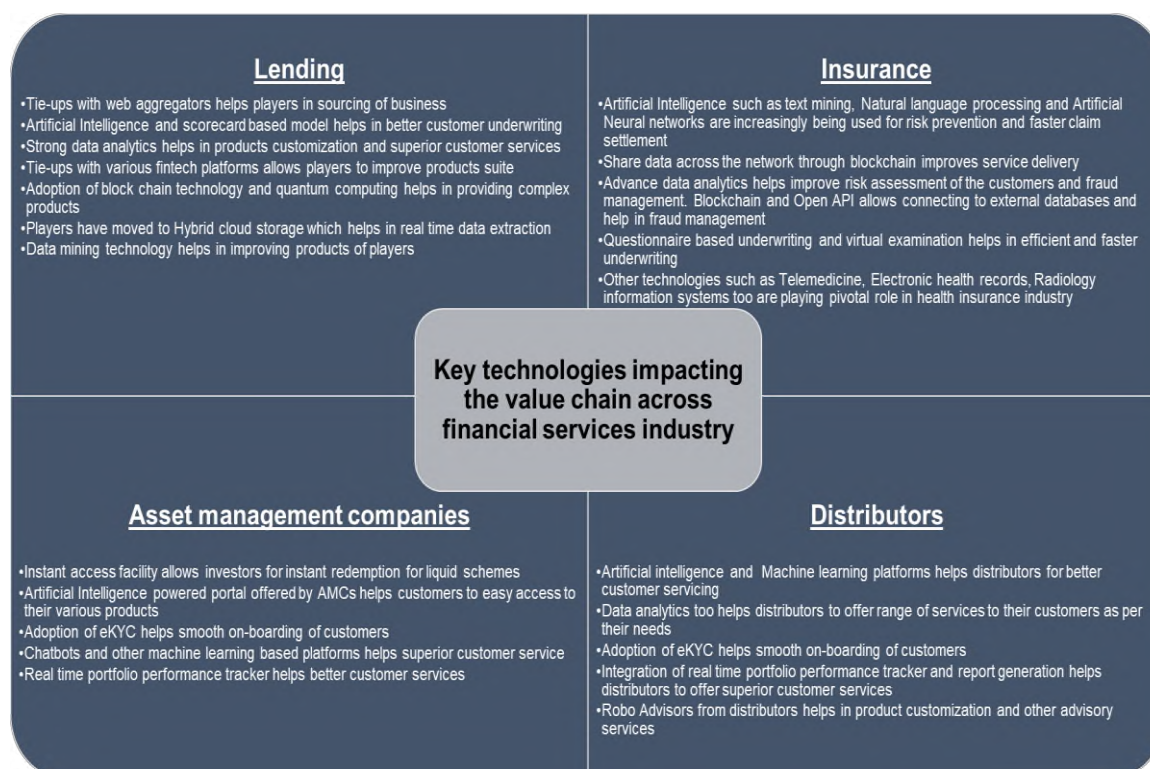 Lending
•Tie-ups with web aggregators helps players in sourcing of business
•Artificial Intelligence and scorecard based model helps in better customer underwriting
•Strong data analytics helps in products customization and superior customer services
•Tie-ups with various fintech platforms allows players to improve products suite
•Adoption of block chain technology and quantum computing helps in providing complex
products
•Players have moved to Hybrid cloud storage which helps in real time data extraction
•Data mining technology helps in improving products of players
Insurance
•Artificial Intelligence such as text mining, Natural language processing and Artificial
Neural networks are increasingly being used for risk prevention and faster claim
settlement
•Share data across the network through blockchain improves service delivery
•Advance data analytics helps improve risk assessment of the customers and fraud
management. Blockchain and Open API allows connecting to external databases and
help in fraud management
•Questionnaire based underwriting and virtual examination helps in efficient and faster
underwriting
•Other technologies such as Telemedicine, Electronic health records, Radiology
information systems too are playing pivotal role in health insurance industry
Key technologies impacting
the value chain across
financial services industry
Asset management companies
•Instant access facility allows investors for instant redemption for liquid schemes
•Artificial Intelligence powered portal offered by AMCs helps customers to easy access to
their various products
•Adoption of eKYC helps smooth on-boarding of customers
•Chatbots and other machine learning based platforms helps superior customer service
•Real time portfolio performance tracker helps better customer services
Distributors
•Artificial intelligence and Machine learning platforms helps distributors for better
customer servicing
•Data analytics too helps distributors to offer range of services to their customers as per
their needs
•Adoption of eKYC helps smooth on-boarding of customers
•Integration of real time portfolio performance tracker and report generation helps
distributors to offer superior customer services
•Robo Advisors from distributors helps in product customization and other advisory
services